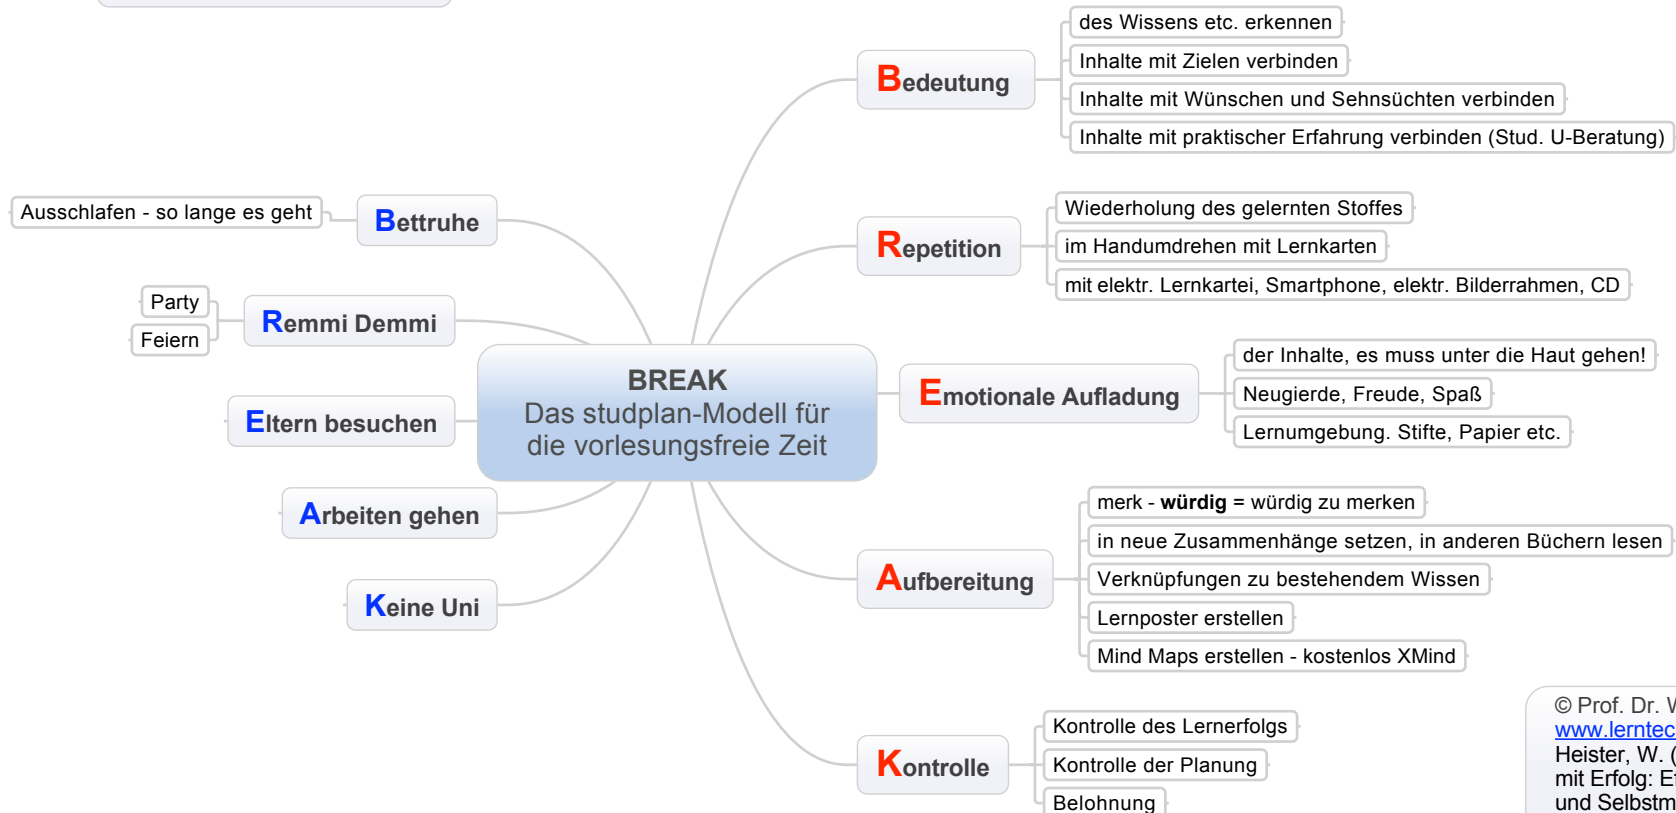 BREAK
Das studplan-Modell für
die vorlesungsfreie Zeit
Bettruhe
Ausschlafen - so lange es geht
Remmi Demmi
Party
Feiern
Eltern besuchen
Arbeiten gehen
Keine Uni
Bedeutung
des Wissens etc. erkennen
Inhalte mit Zielen verbinden
Inhalte mit Wünschen und Sehnsüchten verbinden
Inhalte mit praktischer Erfahrung verbinden (Stud. U-Beratung)
Repetition
Wiederholung des gelernten Stoffes
im Handumdrehen mit Lernkarten
mit elektr. Lernkartei, Smartphone, elektr. Bilderrahmen, CD
Emotionale Aufladung
der Inhalte, es muss unter die Haut gehen!
Neugierde, Freude, Spaß
Lernumgebung. Stifte, Papier etc.
Aufbereitung
merk - würdig = würdig zu merken
in neue Zusammenhänge setzen, in anderen Büchern lesen
Verknüpfungen zu bestehendem Wissen
Lernposter erstellen
Mind Maps erstellen - kostenlos XMind
Kontrolle
Kontrolle des Lernerfolgs
Kontrolle der Planung
Belohnung
© Prof. Dr.
www.lerntec
Heister, W. (
mit Erfolg:
und Selbstm